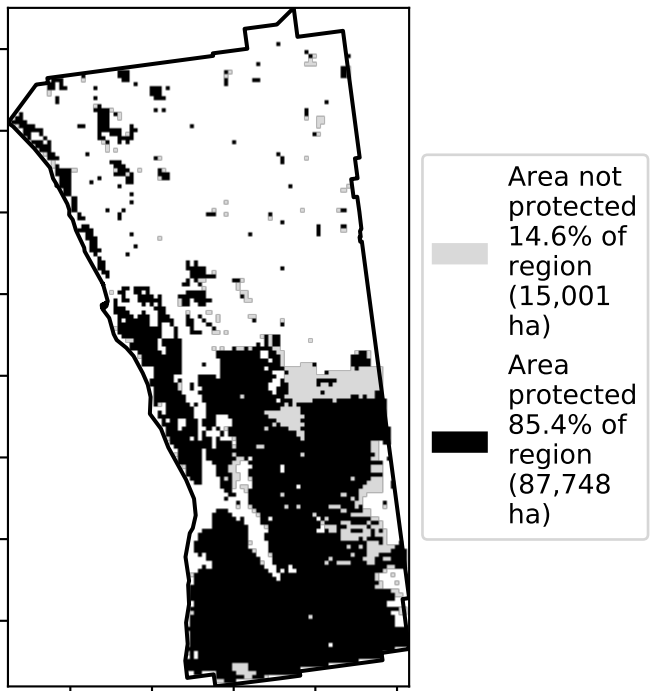 Area not
protected
14.6% of
region
(15,001
ha)
Area
protected
85.4% of
region
(87,748
ha)